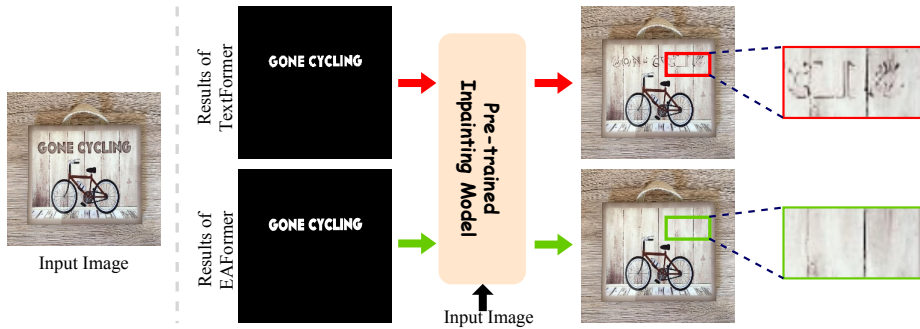 GONE CYCLING
Input Image
Results of
TextFormer
GONE CYCLING
Results of
EAFormer
GONE CYCLING
Pre-trained
Inpainting Model
Input Image